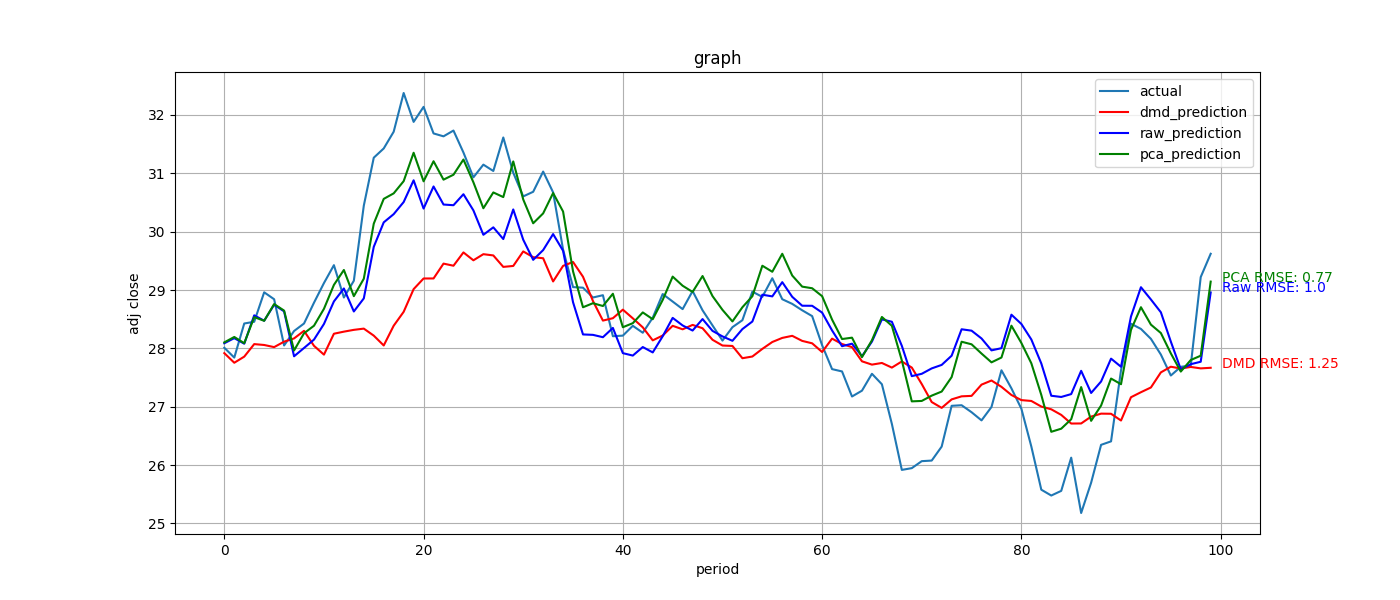 graph
actual
dmd_prediction
raw_prediction
pca_prediction
32
31
30
29
28
27
26
25
adj close
PCA RMSE: 0.77
Raw RMSE: 1.0
DMD RMSE: 1.25
0 20 40 60 80 100
period